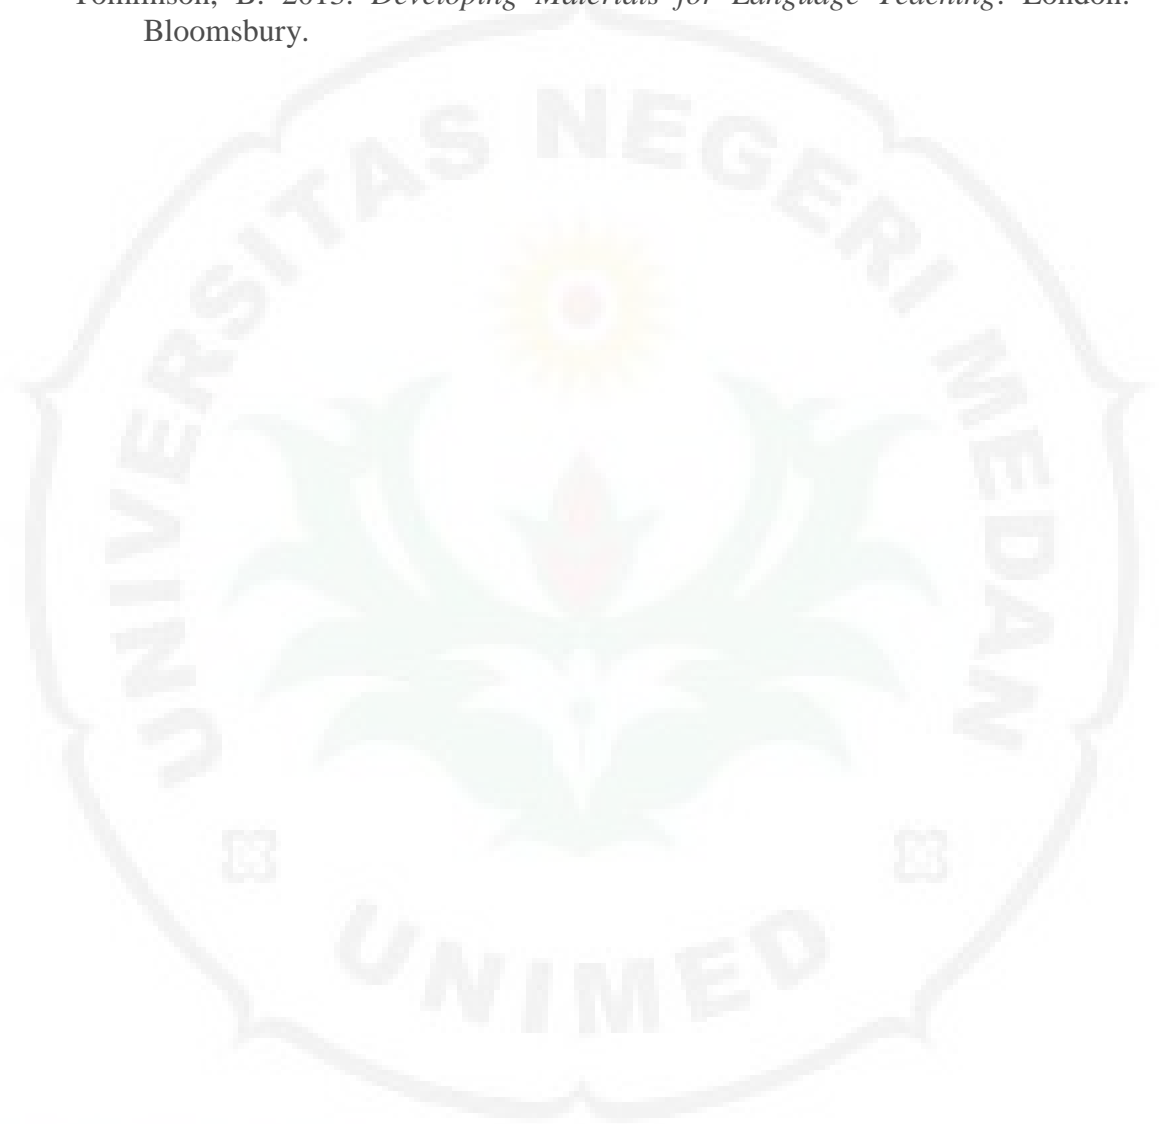 Tomlinson, B. 2013. Developing Materials for Language Teaching. London:
Bloomsbury.
UNIVERSITAS NEGERI MEDAN
UNIMED